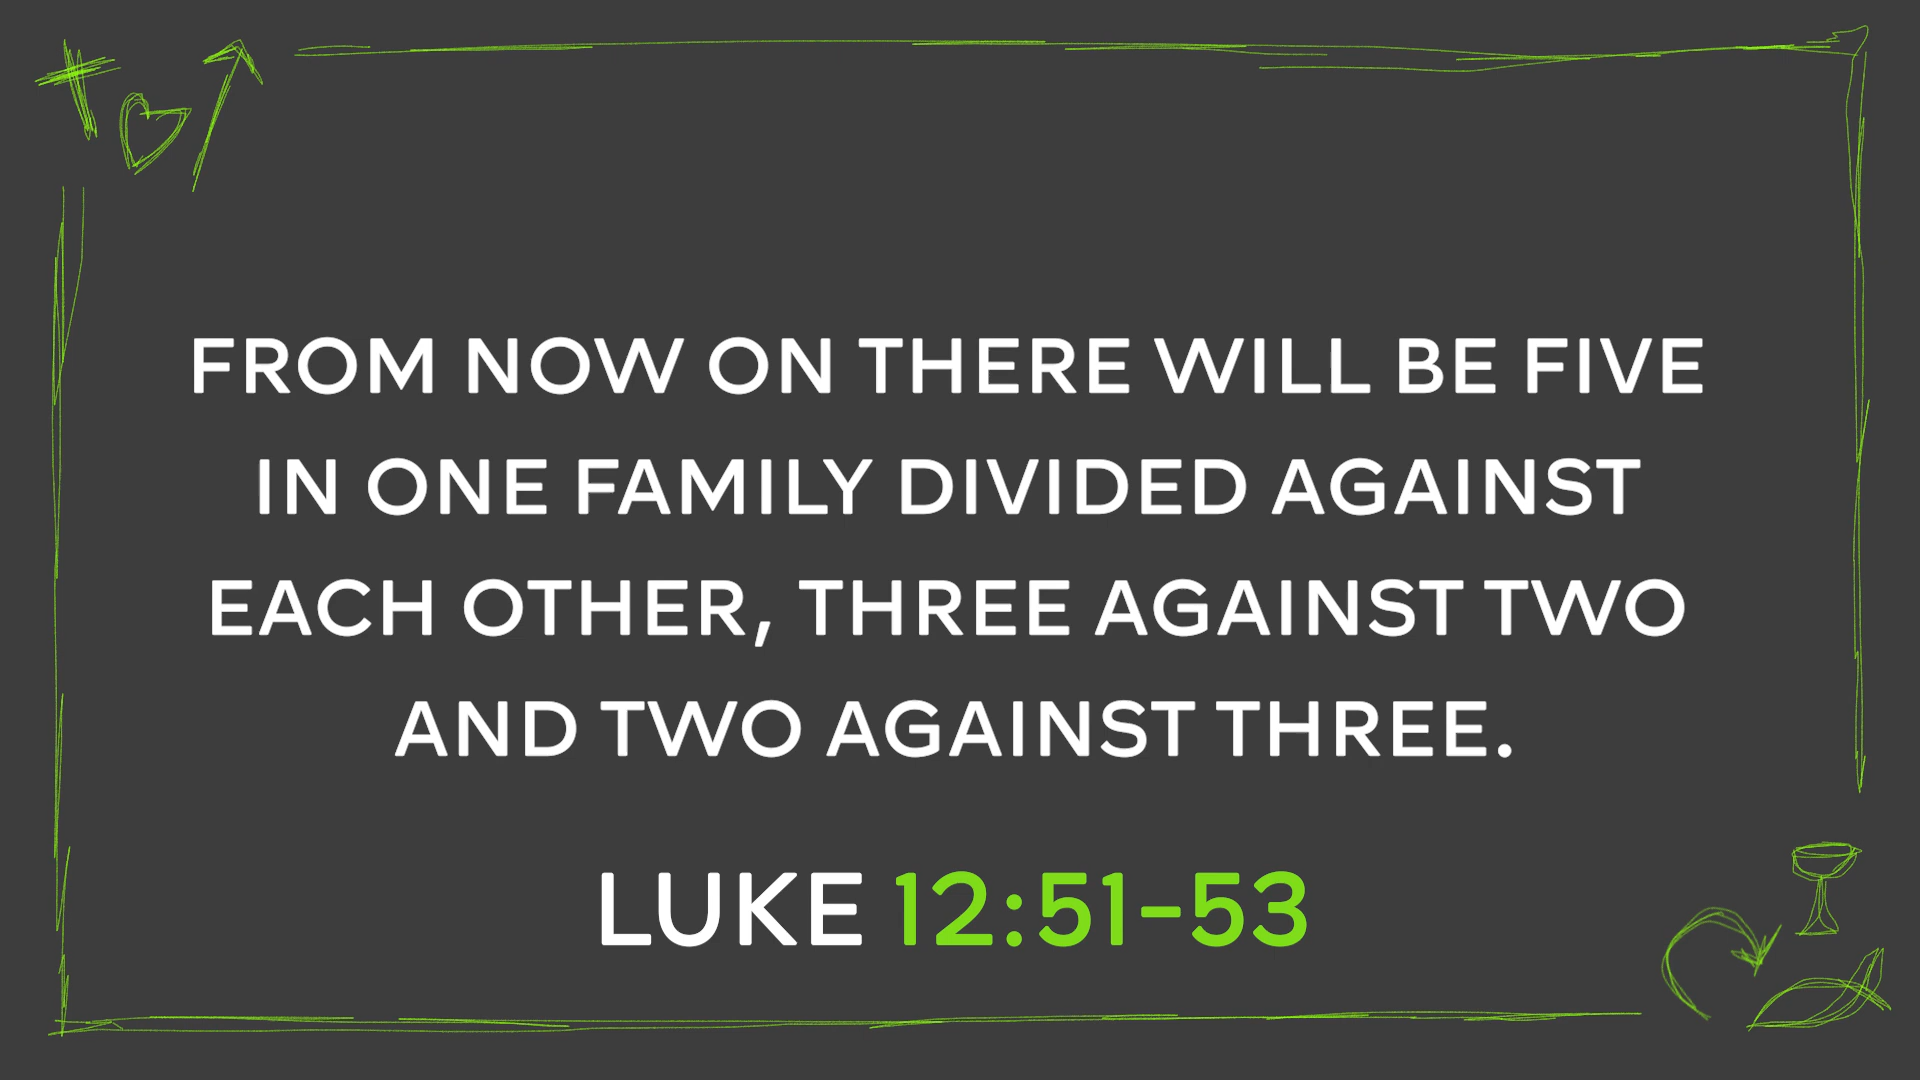 FROM NOW ON THERE WILL BE FIVE
IN ONE FAMILY DIVIDED AGAINST
EACH OTHER, THREE AGAINST TWO
AND TWO AGAINST THREE.
LUKE 12:51-53